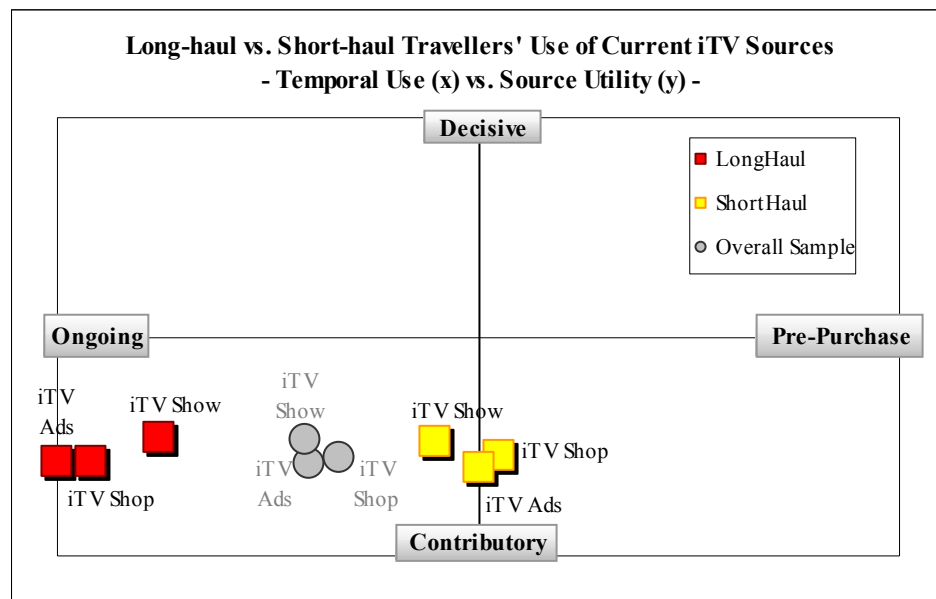 Long-haul vs. Short-haul Travellers' Use of Current iTV Sources
- Temporal Use (x) vs. Source Utility (y) -
Decisive
LongHaul
ShortHaul
Overall Sample
Ongoing
Pre-Purchase
iTV
Ads
iTV Show
iTV Shop
iTV
Show
iTV
Ads
iTV
Shop
iTV Show
iTV Shop
iTV Ads
Contributory